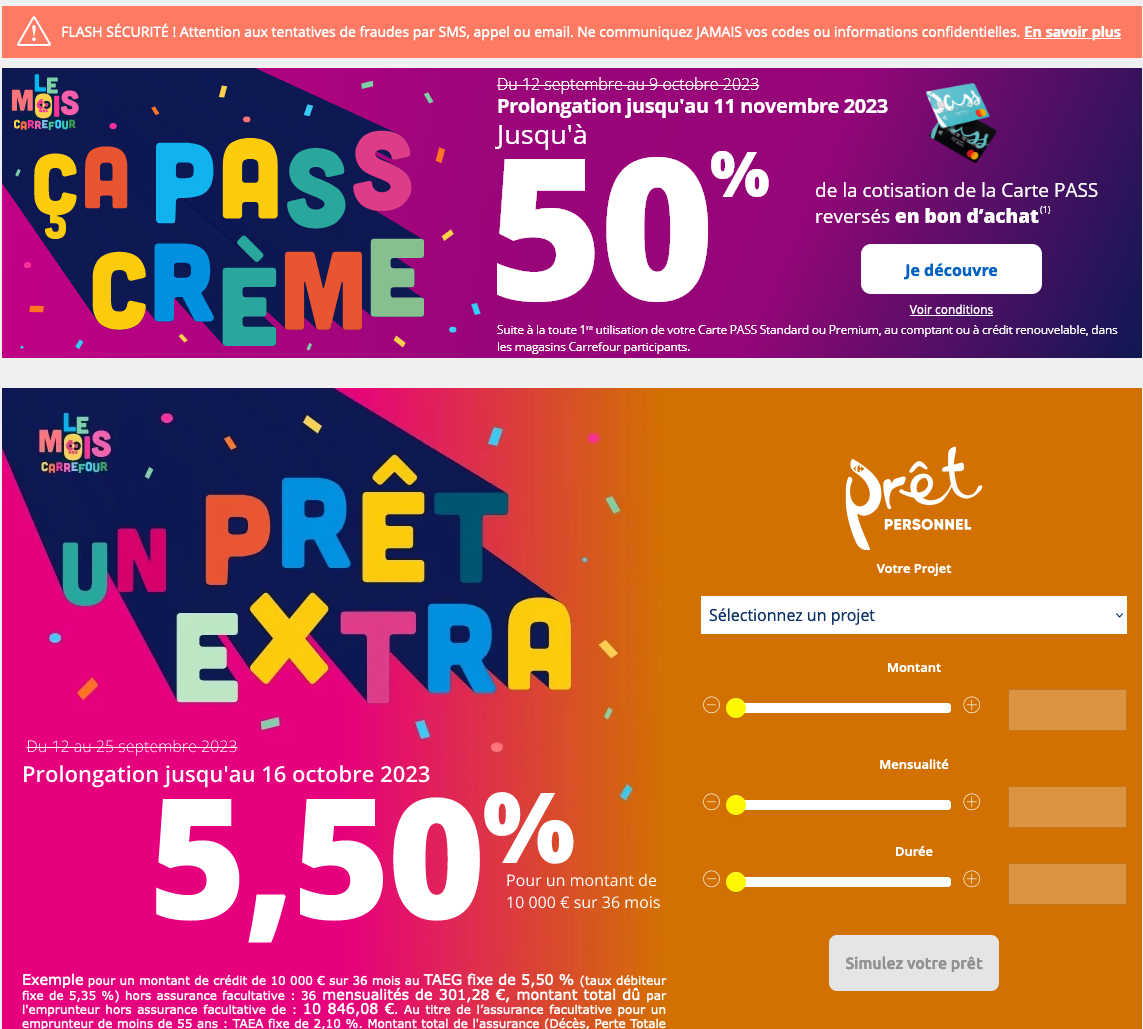 FLASH SÉCURITÉ ! Attention aux tentatives de fraudes par SMS, appel ou email. Ne communiquez JAMAIS vos codes ou informations confidentielles. En savoir plus
LE
MOIS
CARREFOUR
ÇA PASS
CRÈME
Du 12 septembre au 9 octobre 2023
Prolongation jusqu'au 11 novembre 2023
Jusqu'à
50%
de la cotisation de la Carte PASS
reversés en bon d'achat(1)
Je découvre
Voir conditions
Suite à la toute 1re utilisation de votre Carte PASS Standard ou Premium, au comptant ou à crédit renouvelable, dans
les magasins Carrefour participants.
LE
MOIS
CARREFOUR
UN PRÊT
EXTRA
Du 12 au 25 septembre 2023
Prolongation jusqu'au 16 octobre 2023
5,50%
Pour un montant de
10 000 € sur 36 mois
Exemple pour un montant de crédit de 10 000 € sur 36 mois au TAEG fixe de 5,50 % (taux débiteur
fixe de 5,35 %) hors assurance facultative : 36 mensualités de 301,28 €, montant total dû par
l'emprunteur hors assurance facultative de : 10 846,08 €. Au titre de l'assurance facultative pour un
emprunteur de moins de 55 ans : TAEA fixe de 2,10 %. Montant total de l'assurance (Décès, Perte Totale
prêt
PERSONNEL
Votre Projet
Sélectionnez un projet
Montant
Mensualité
Durée
Simulez votre prêt